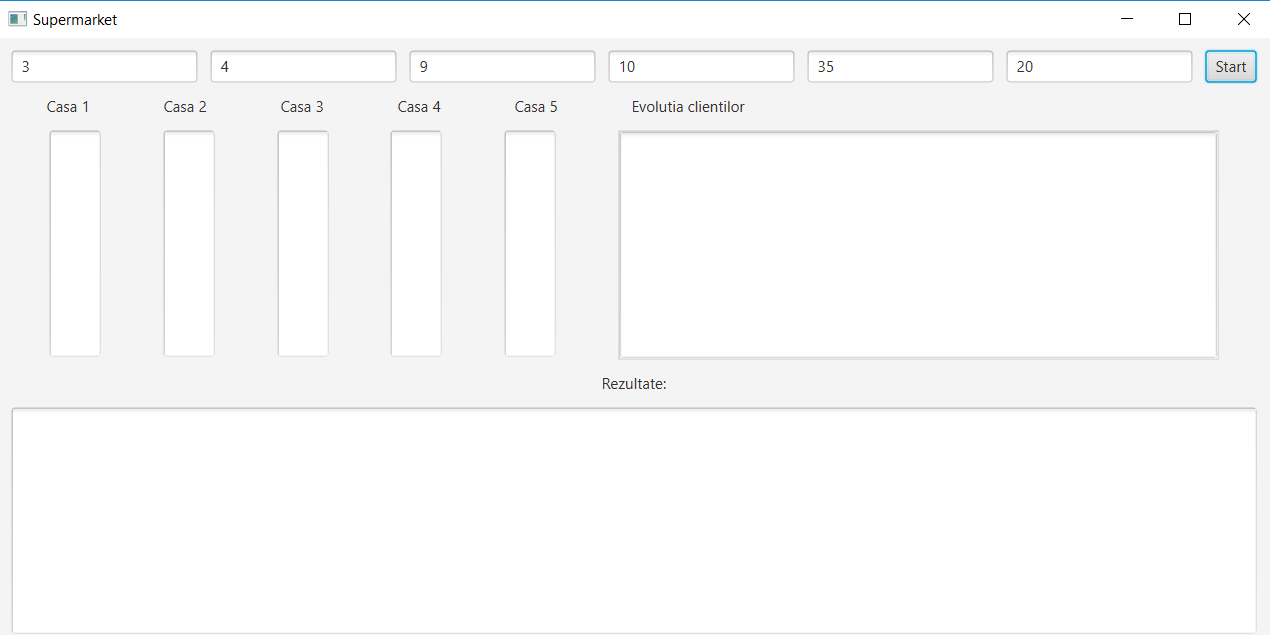 Supermarket
3 4 9 10 35 20 Start
Casa 1 Casa 2 Casa 3 Casa 4 Casa 5 Evolutia clientilor
Rezultate: